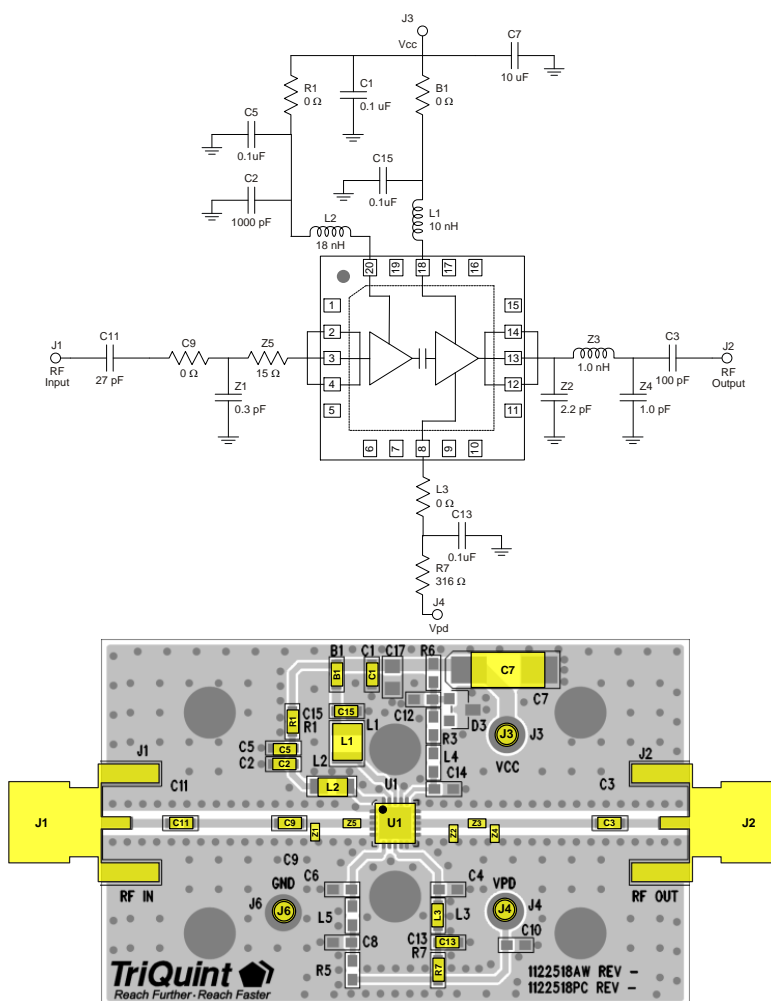 J3
Vcc
C7
10 uF
R1
0 Ω
C1
0.1 uF
B1
0 Ω
C5
0.1uF
C15
0.1uF
C2
1000 pF
L2
18 nH
L1
10 nH
20 19 18 17 16
1 15
2 14
3 13
4 12
5 11
6 7 8 9 10
J1
RF
Input
C11
27 pF
C9
0 Ω
Z5
15 Ω
Z1
0.3 pF
Z3
1.0 nH
C3
100 pF
J2
RF
Output
Z2
2.2 pF
Z4
1.0 pF
L3
0 Ω
C13
0.1uF
R7
316 Ω
J4
Vpd
B1 C1 C17 R6
B1 C1 C7
C7
C15 C12
R1 C15 R1 L1 D3 J3 J3
R3
J1 C5 C5 L1 VCC J2
C2 C2 L2 L4
L2 U1 C14
C11 C3
J1 C11 C9 Z1 Z5 U1 Z2 Z3 Z4 C3 J2
C9
RF IN GND C6 C4 VPD RF OUT
J6 J6 L5 L3 L3 J4 J4
C8 C13 C13 C10
R5 R7 R7
TriQuint
Reach Further · Reach Faster
1122518AW REV -
1122518PC REV -